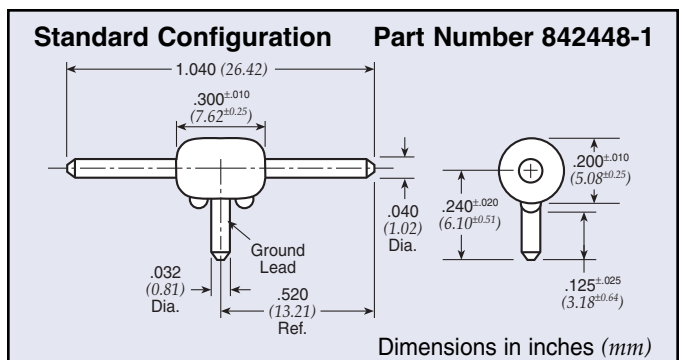 Standard Configuration Part Number 842448-1
1.040 (26.42)
.300±.010
(7.62±0.25)
.040
(1.02)
Dia.
.240±.020
(6.10±0.51)
.200±.010
(5.08±0.25)
Ground
Lead
.032
(0.81)
Dia.
.520
(13.21)
Ref.
.125±.025
(3.18±0.64)
Dimensions in inches (mm)